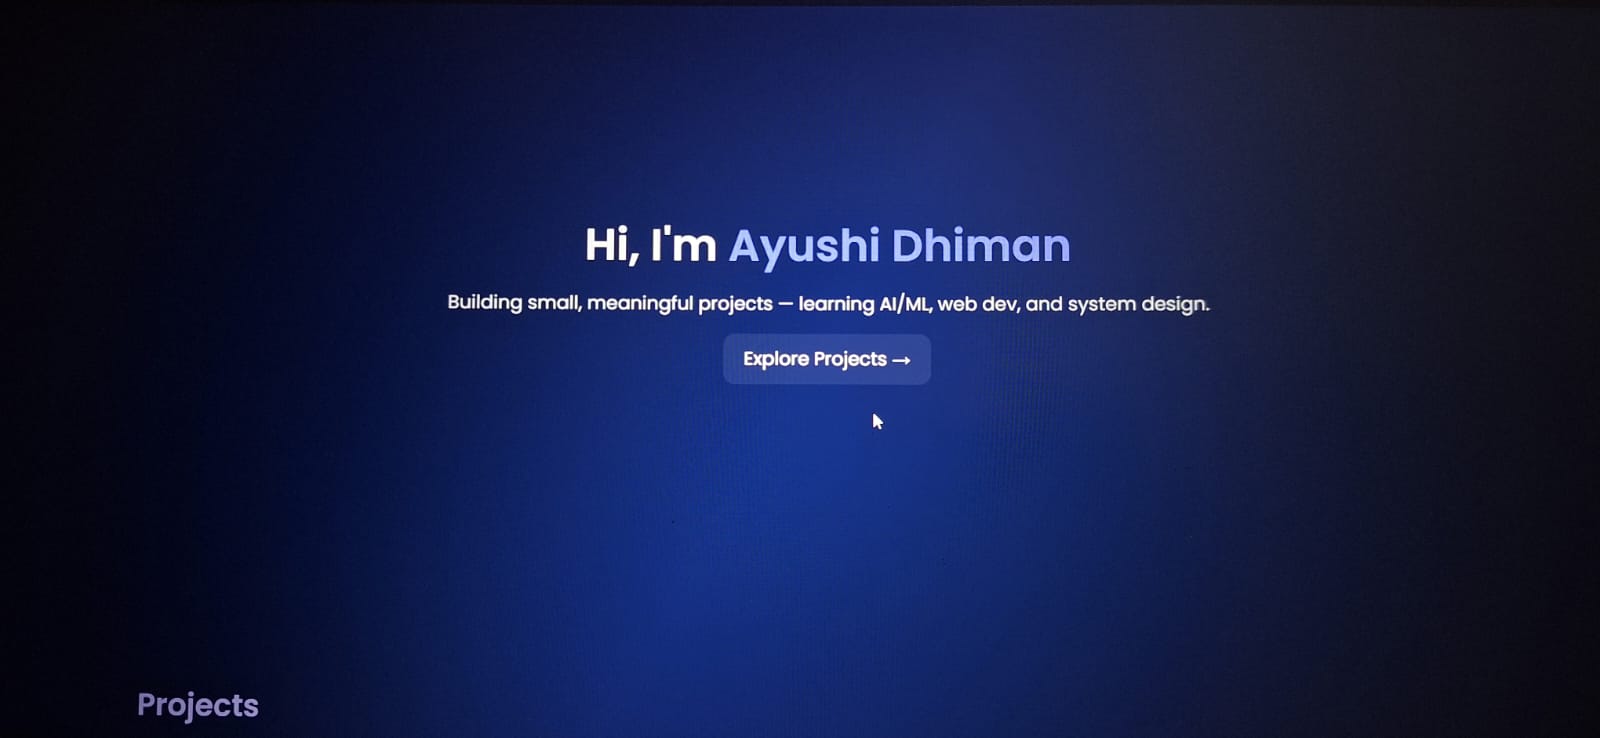 Hi, I'm Ayushi Dhiman
Building small, meaningful projects — learning AI/ML, web dev, and system design.
Explore Projects →
Projects